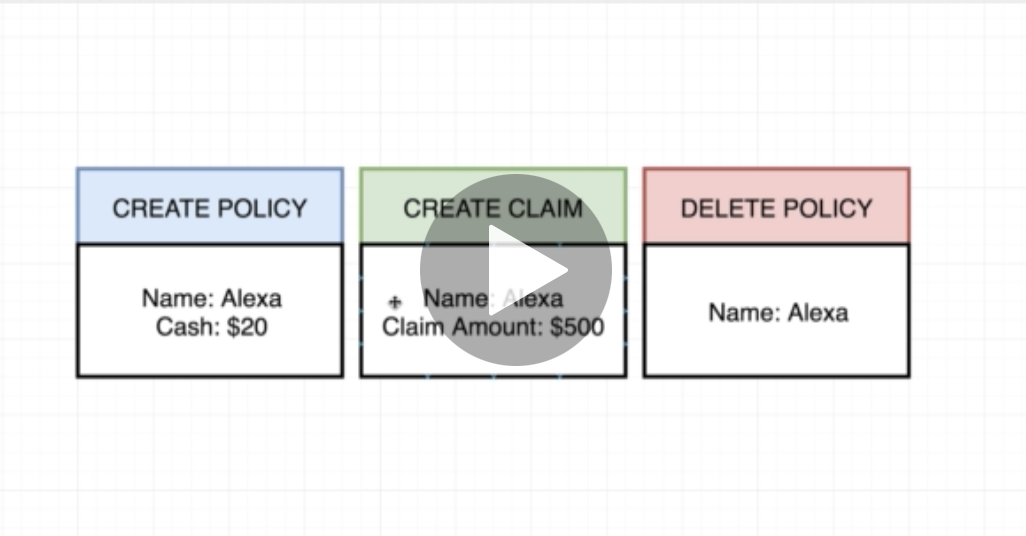 CREATE POLICY
Name: Alexa
Cash: $20
CREATE CLAIM
Name: Alexa
Claim Amount: $500
DELETE POLICY
Name: Alexa